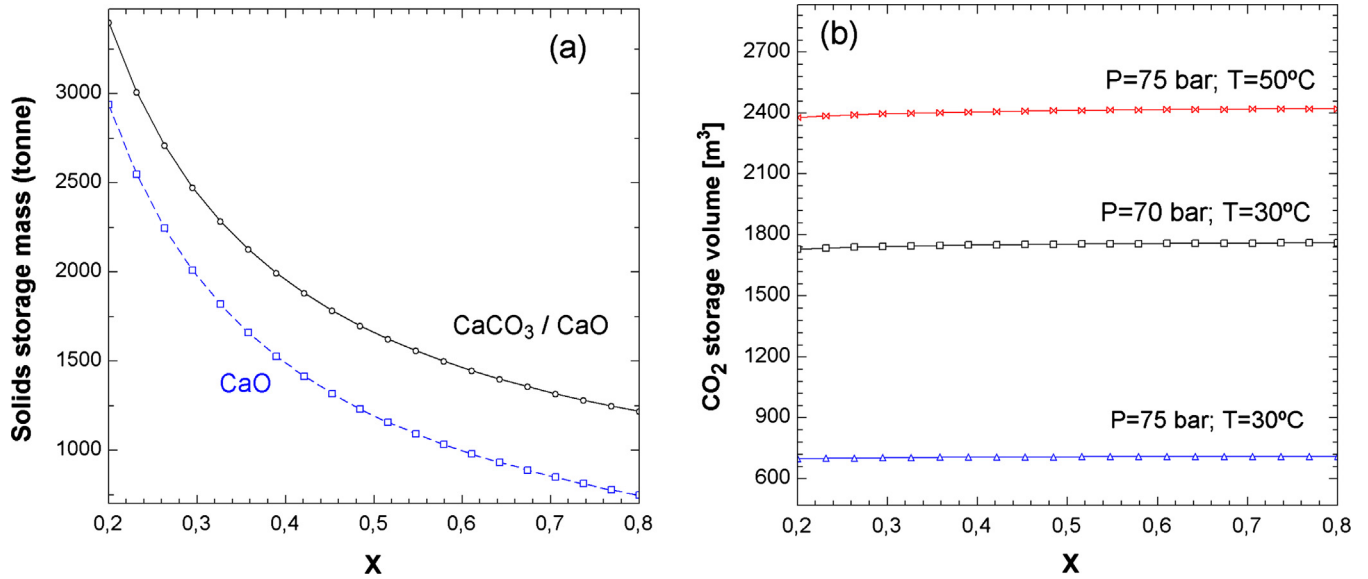 (a)
Solids storage mass (tonne)
3000
2500
2000
1500
1000
CaCO3 / CaO
CaO
0,2 0,3 0,4 0,5 0,6 0,7 0,8
X
(b)
CO2 storage volume [m3]
2700
2400
2100
1800
1500
1200
900
600
P=75 bar; T=50ºC
P=70 bar; T=30ºC
P=75 bar; T=30ºC
0,2 0,3 0,4 0,5 0,6 0,7 0,8
X